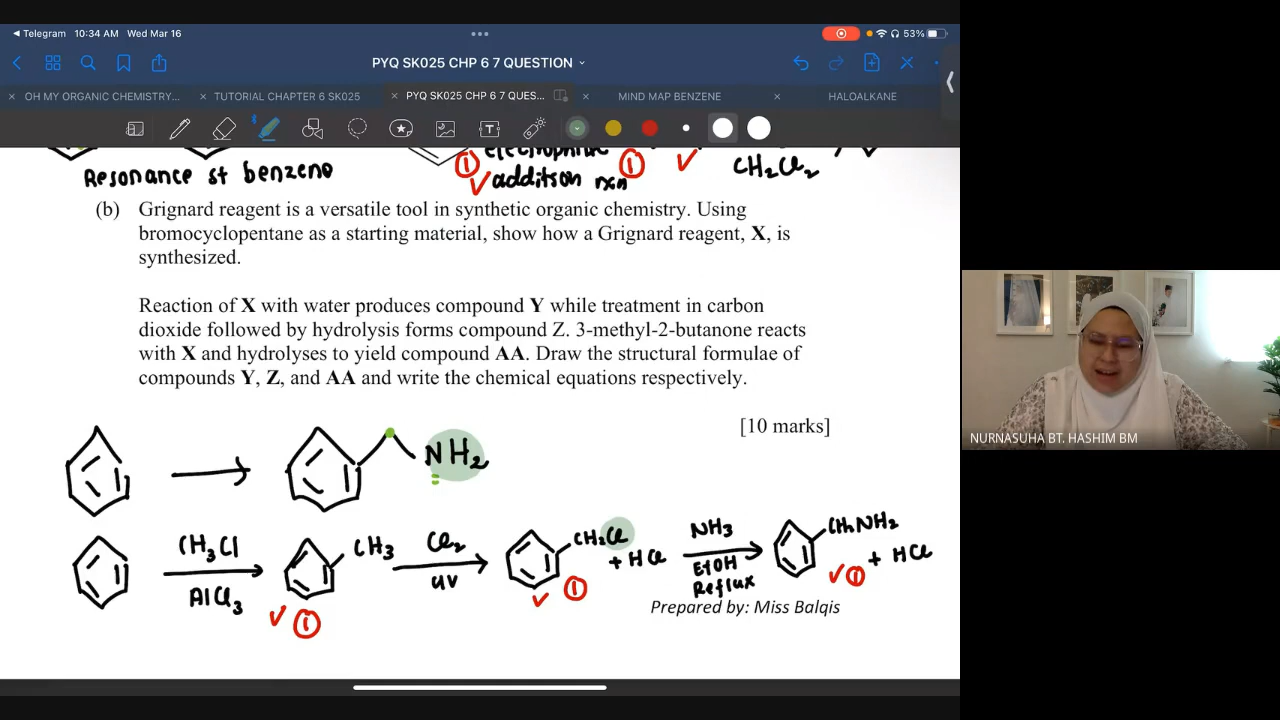 Telegram 10:34 AM Wed Mar 16
53%
PYQ SK025 CHP 6 7 QUESTION
OH MY ORGANIC CHEMISTRY... TUTORIAL CHAPTER 6 SK025 PYQ SK025 CHP 6 7 QUES... MIND MAP BENZENE HALOALKANE
electrophilic
① ①
CH2Cl2
Resonance st benzene
addition rxn
(b) Grignard reagent is a versatile tool in synthetic organic chemistry. Using
bromocyclopentane as a starting material, show how a Grignard reagent, X, is
synthesized.
Reaction of X with water produces compound Y while treatment in carbon
dioxide followed by hydrolysis forms compound Z. 3-methyl-2-butanone reacts
with X and hydrolyses to yield compound AA. Draw the structural formulae of
compounds Y, Z, and AA and write the chemical equations respectively.
[10 marks]
NURNASUHA BT. HASHIM BM
NH2
CH3Cl CH3 Cl2 CH2Cl + HCl NH3 CH2NH2 + HCl
AlCl3 uv EtOH
Reflux
① ① ①
Prepared by: Miss Balqis